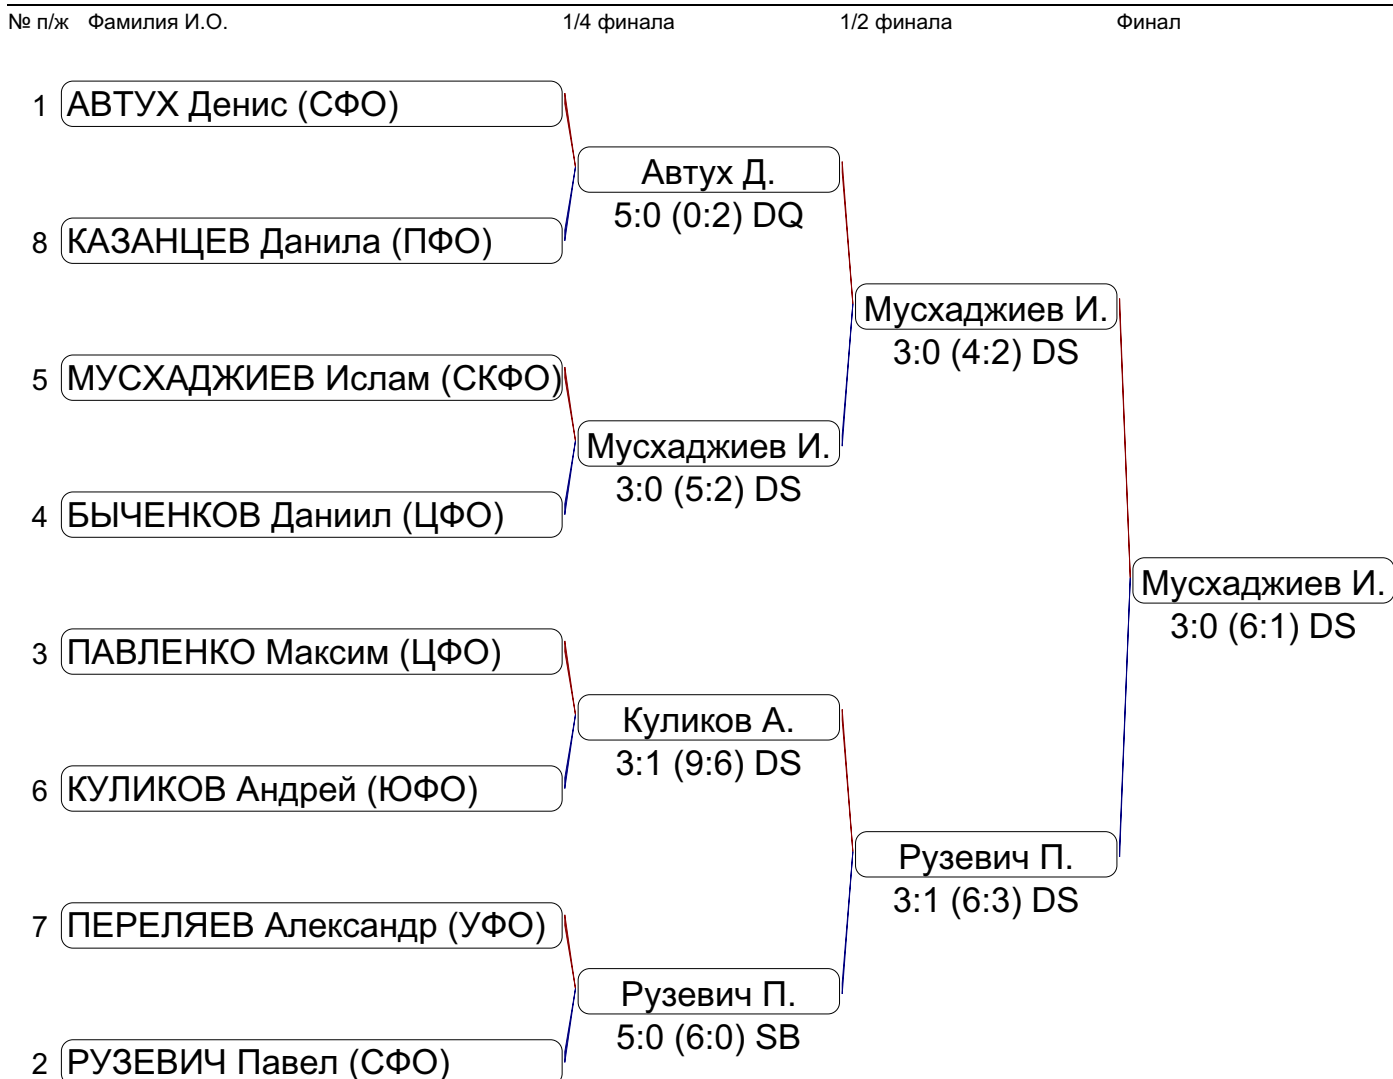 № п/ж Фамилия И.О. 1/4 финала 1/2 финала Финал
1 АВТУХ Денис (СФО)
Автух Д.
5:0 (0:2) DQ
8 КАЗАНЦЕВ Данила (ПФО)
Мусхаджиев И.
3:0 (4:2) DS
5 МУСХАДЖИЕВ Ислам (СКФО)
Мусхаджиев И.
3:0 (5:2) DS
4 БЫЧЕНКОВ Даниил (ЦФО)
Мусхаджиев И.
3:0 (6:1) DS
3 ПАВЛЕНКО Максим (ЦФО)
Куликов А.
3:1 (9:6) DS
6 КУЛИКОВ Андрей (ЮФО)
Рузевич П.
3:1 (6:3) DS
7 ПЕРЕЛЯЕВ Александр (УФО)
Рузевич П.
5:0 (6:0) SB
2 РУЗЕВИЧ Павел (СФО)